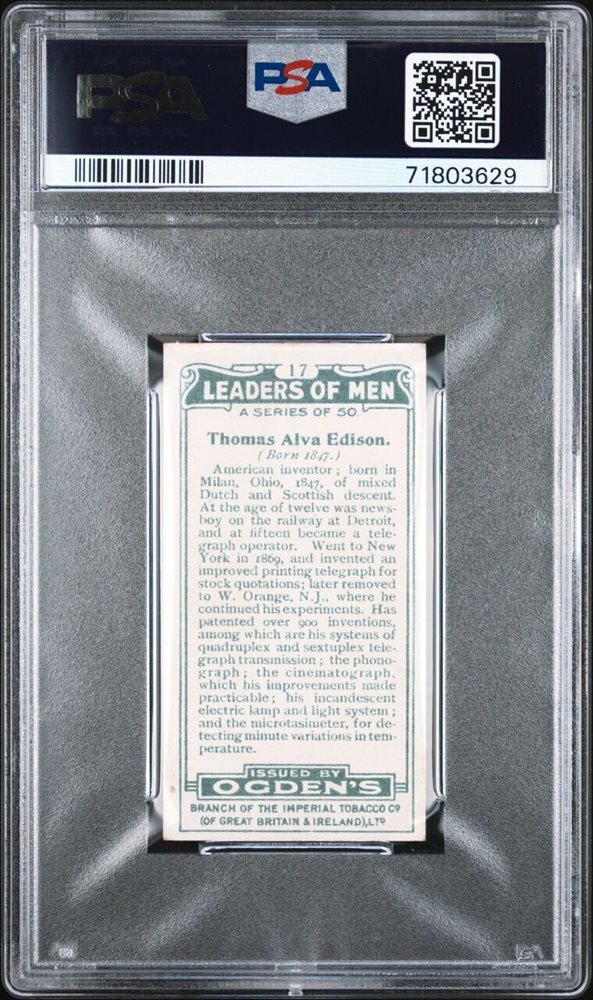 PSA
PSA
71803629
17
LEADERS OF MEN
A SERIES OF 50.
Thomas Alva Edison.
(Born 1847.)
American inventor; born in
Milan, Ohio, 1847, of mixed
Dutch and Scottish descent.
At the age of twelve was news-
boy on the railway at Detroit,
and at fifteen became a tele-
graph operator. Went to New
York in 1869, and invented an
improved printing telegraph for
stock quotations; later removed
to W. Orange, N.J., where he
continued his experiments. Has
patented over 900 inventions,
among which are his systems of
quadruplex and sextuplex tele-
graph transmission; the phono-
graph; the cinematograph,
which his improvements made
practicable; his incandescent
electric lamp and light system;
and the microtasimeter, for de-
tecting minute variations in tem-
perature.
ISSUED BY
OGDEN'S
BRANCH OF THE IMPERIAL TOBACCO Cº
(OF GREAT BRITAIN & IRELAND), LTD
PSA